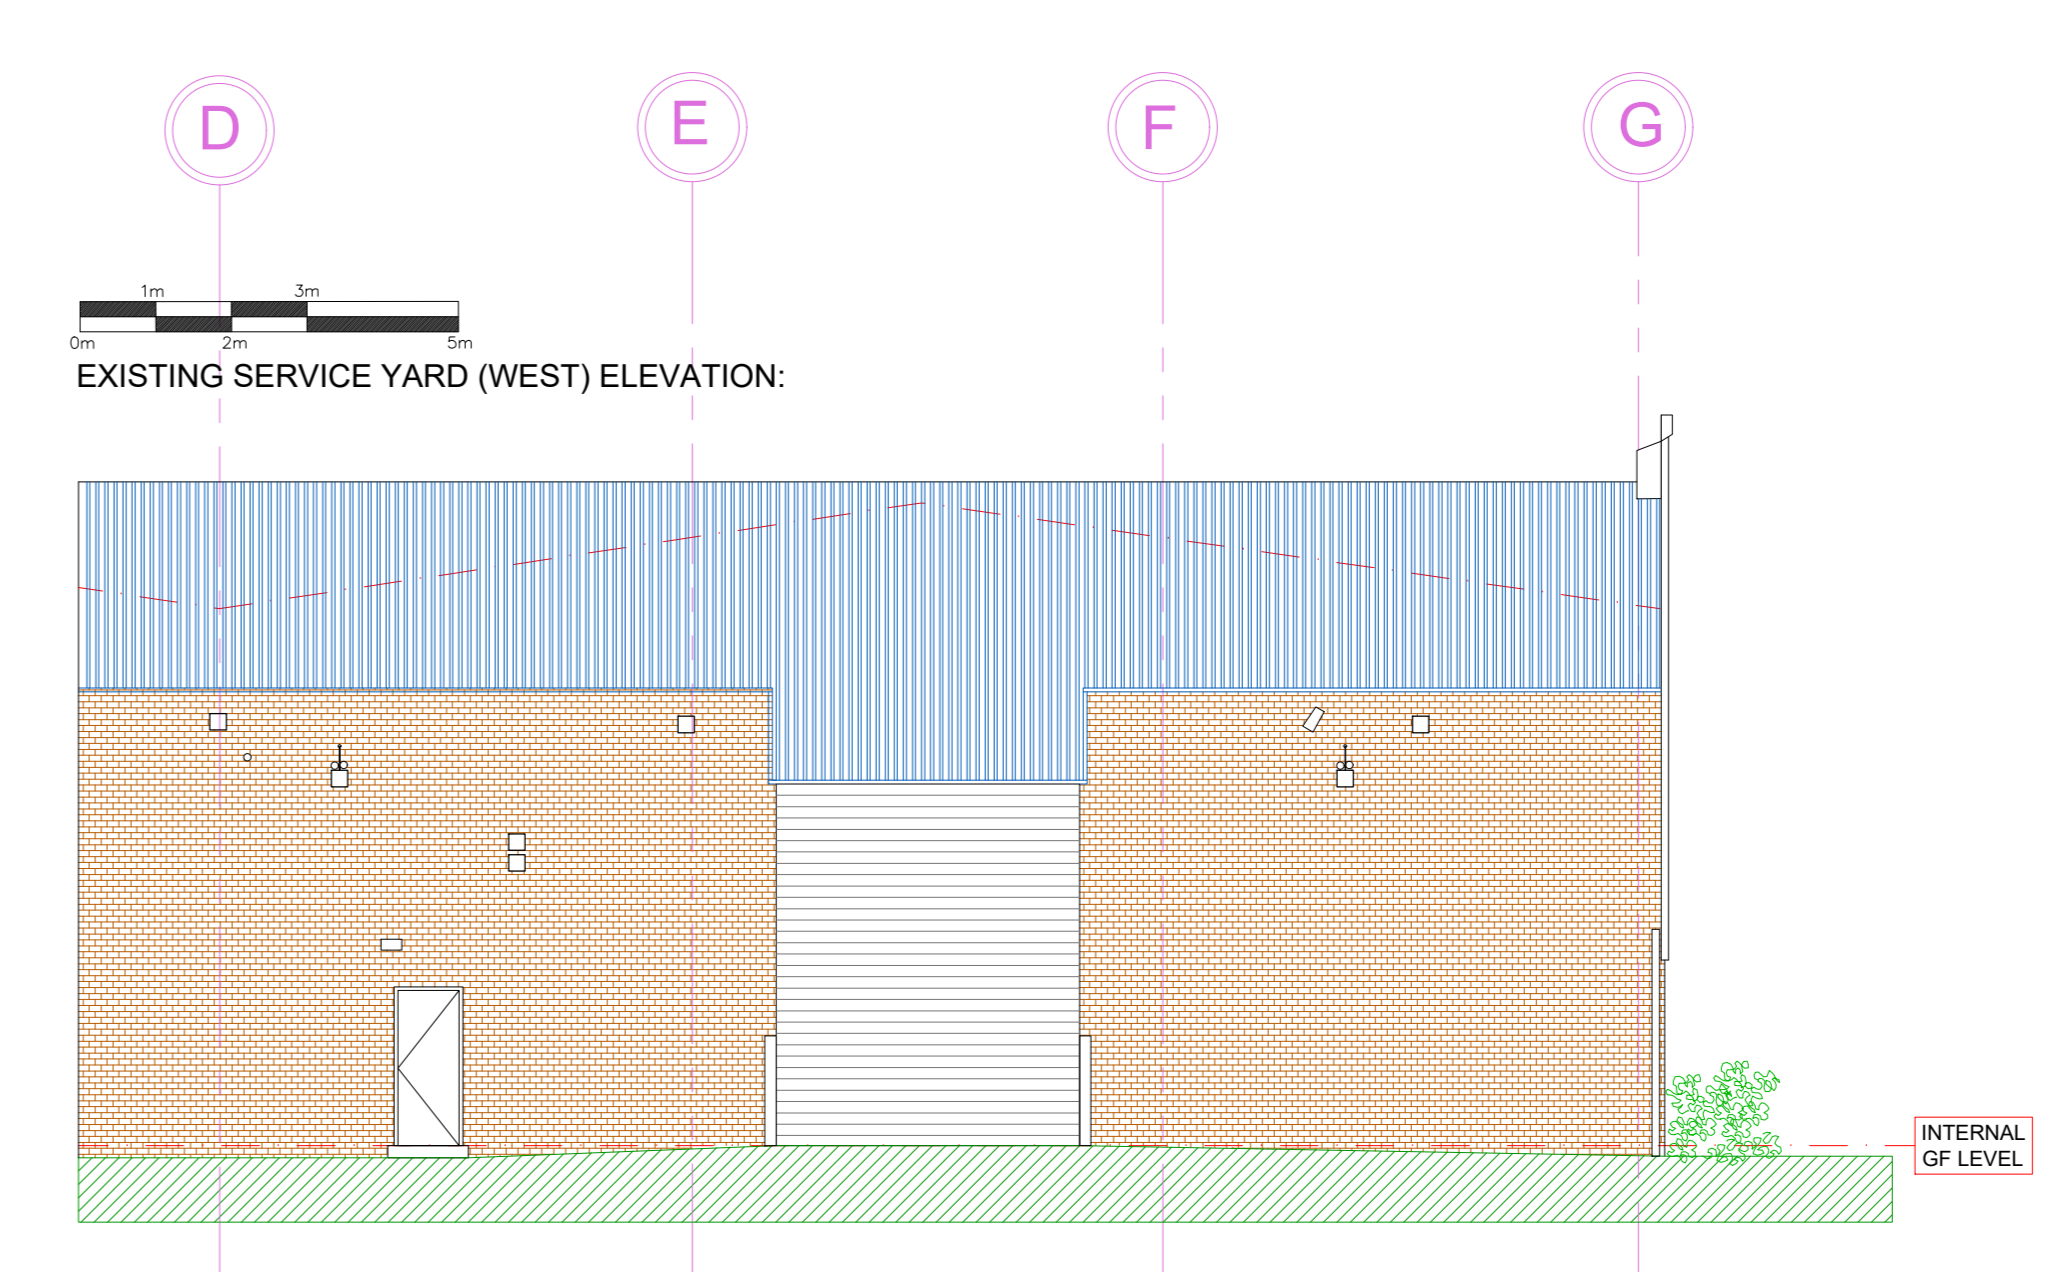 D E F G
1m 3m
0m 2m 5m
EXISTING SERVICE YARD (WEST) ELEVATION:
INTERNAL
GF LEVEL